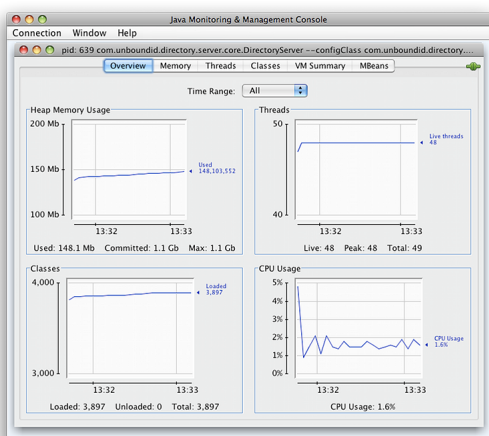 Java Monitoring & Management Console
Connection Window Help
pid: 639 com.unboundid.directory.server.core.DirectoryServer --configClass com.unboundid.directory....
Overview Memory Threads Classes VM Summary MBeans
Time Range: All
Heap Memory Usage
200 Mb
150 Mb
100 Mb
Used
148,103,552
13:32 13:33
Used: 148.1 Mb Committed: 1.1 Gb Max: 1.1 Gb
Threads
50
40
Live threads
48
13:32 13:33
Live: 48 Peak: 48 Total: 49
Classes
4,000
3,000
Loaded
3,897
13:32 13:33
Loaded: 3,897 Unloaded: 0 Total: 3,897
CPU Usage
5%
4%
3%
2%
1%
0%
CPU Usage
1.6%
13:32 13:33
CPU Usage: 1.6%